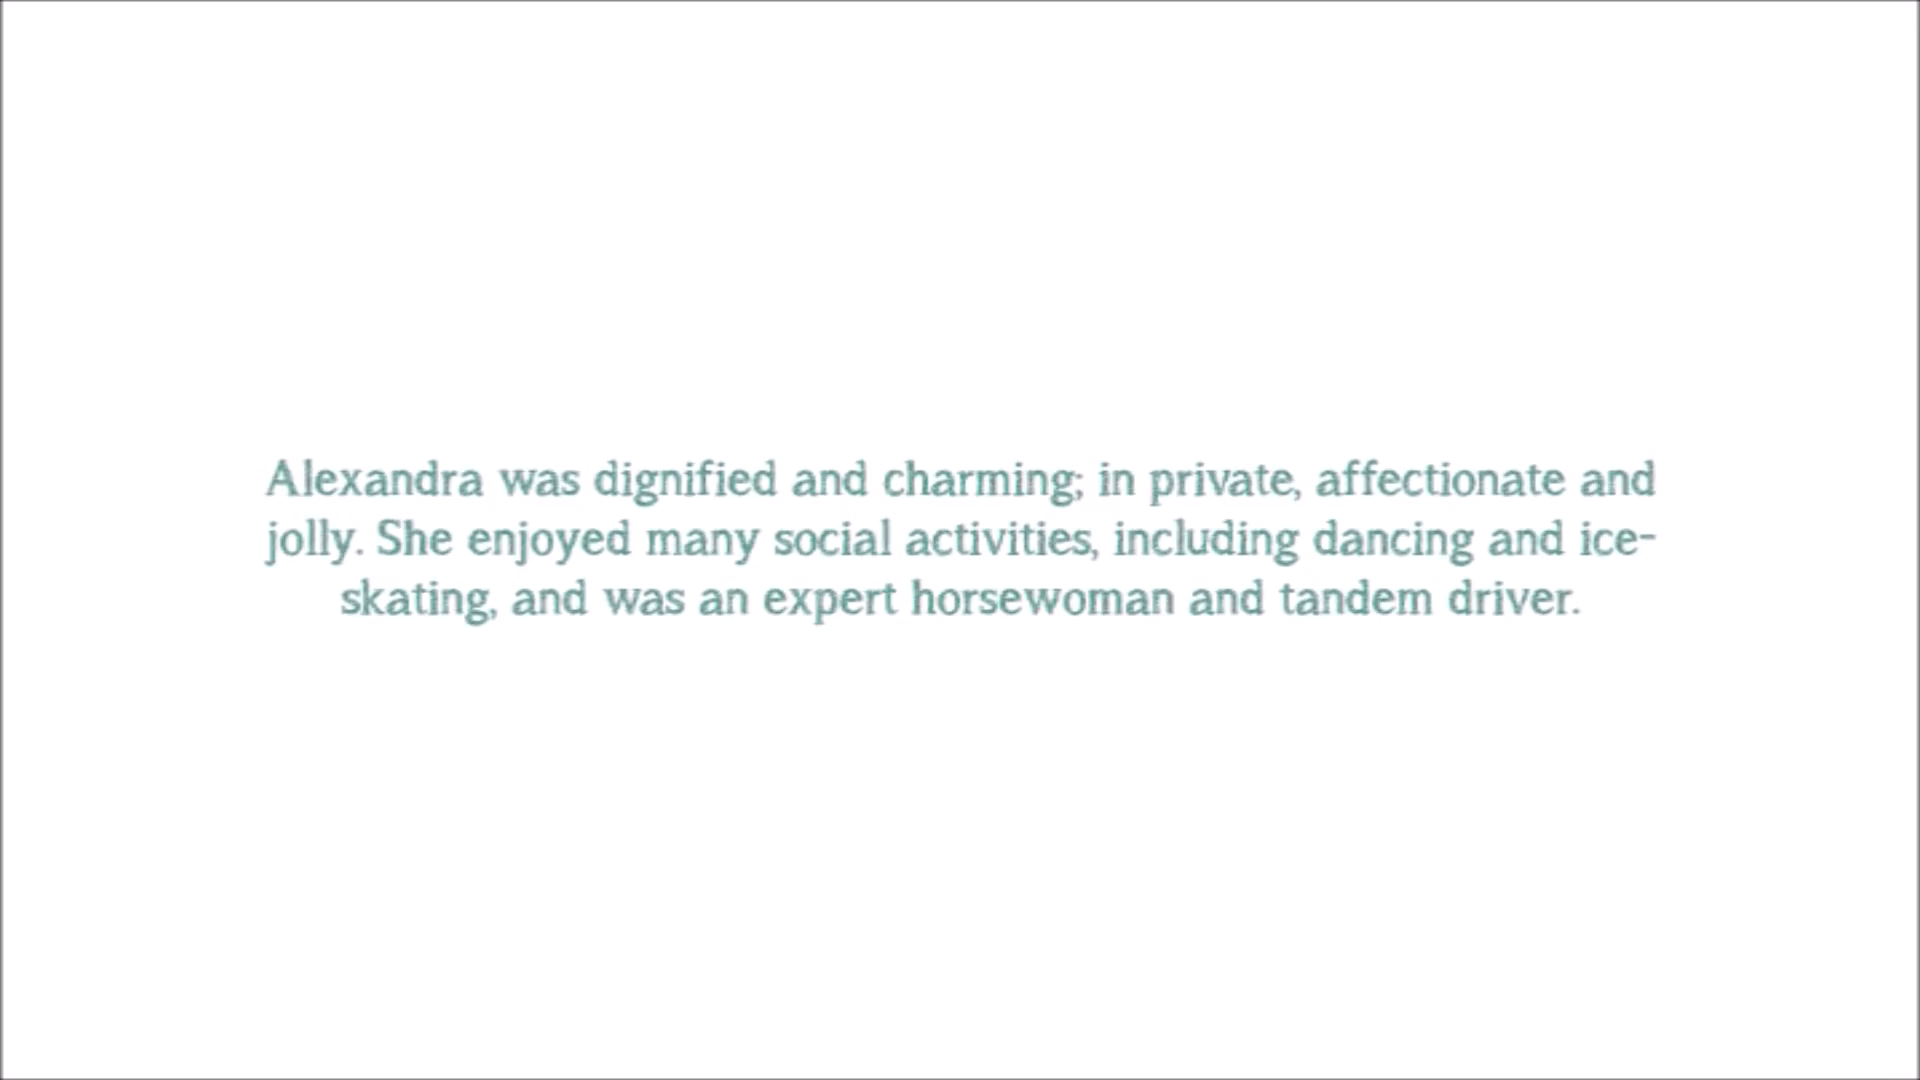 Alexandra was dignified and charming; in private, affectionate and
jolly. She enjoyed many social activities, including dancing and ice-
skating, and was an expert horsewoman and tandem driver.